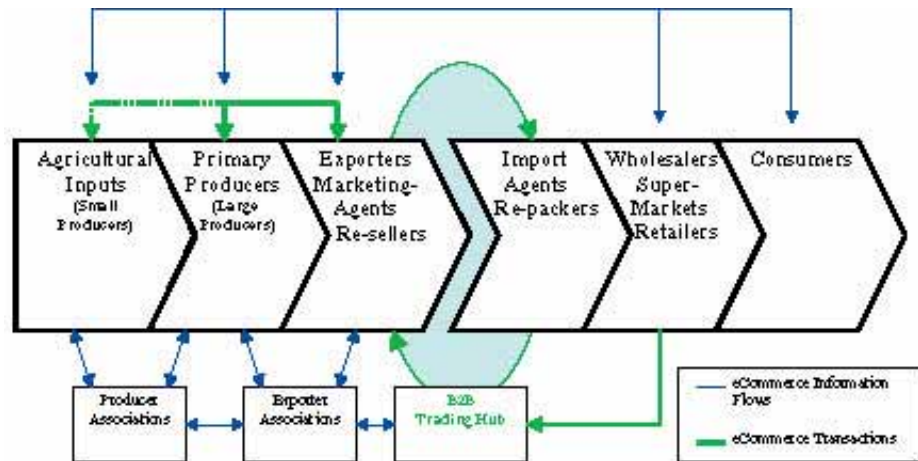 Agricultural
Inputs
(Small
Producers)
Primary
Producers
(Large
Producers)
Exporters
Marketing-
Agents
Re-sellers
Import
Agents
Re-packers
Wholesalers
Super-
Markets
Retailers
Consumers
Producer
Associations
Exporter
Associations
B2B
Trading Hub
eCommerce Information
Flows
eCommerce Transactions